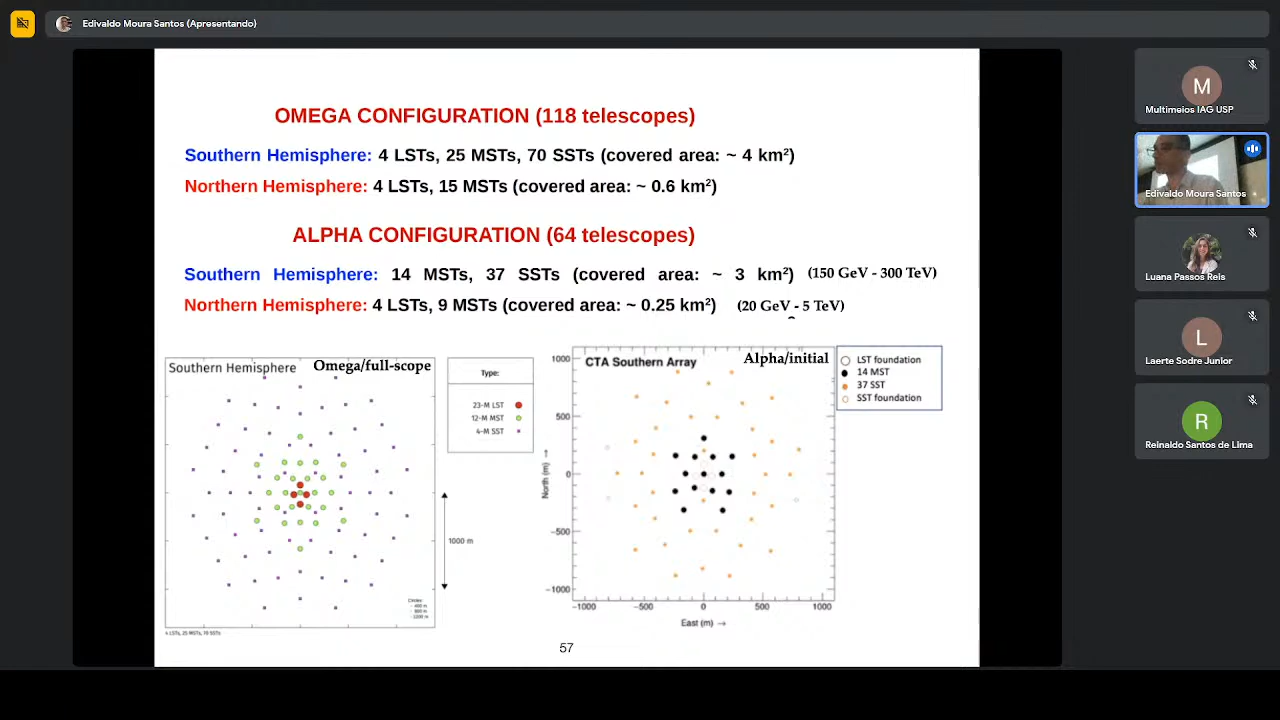 Edivaldo Moura Santos (Apresentando)
OMEGA CONFIGURATION (118 telescopes)
Southern Hemisphere: 4 LSTs, 25 MSTs, 70 SSTs (covered area: ~ 4 km²)
Northern Hemisphere: 4 LSTs, 15 MSTs (covered area: ~ 0.6 km²)
ALPHA CONFIGURATION (64 telescopes)
Southern Hemisphere: 14 MSTs, 37 SSTs (covered area: ~ 3 km²) (150 GeV - 300 TeV)
Northern Hemisphere: 4 LSTs, 9 MSTs (covered area: ~ 0.25 km²) (20 GeV - 5 TeV)
Southern Hemisphere Omega/full-scope
Type:
23-M LST
12-M MST
4-M SST
1000 m
Circles:
- 400 m
- 800 m
4 LSTs, 25 MSTs, 70 SSTs
CTA Southern Array Alpha/initial
LST foundation
14 MST
37 SST
SST foundation
1000
500
0
-500
-1000
North (m) →
-1000 -500 0 500 1000
East (m) →
57
M
Multimeios IAG USP
Edivaldo Moura Santos
Luana Passos Reis
L
Laerte Sodre Junior
R
Reinaldo Santos de Lima